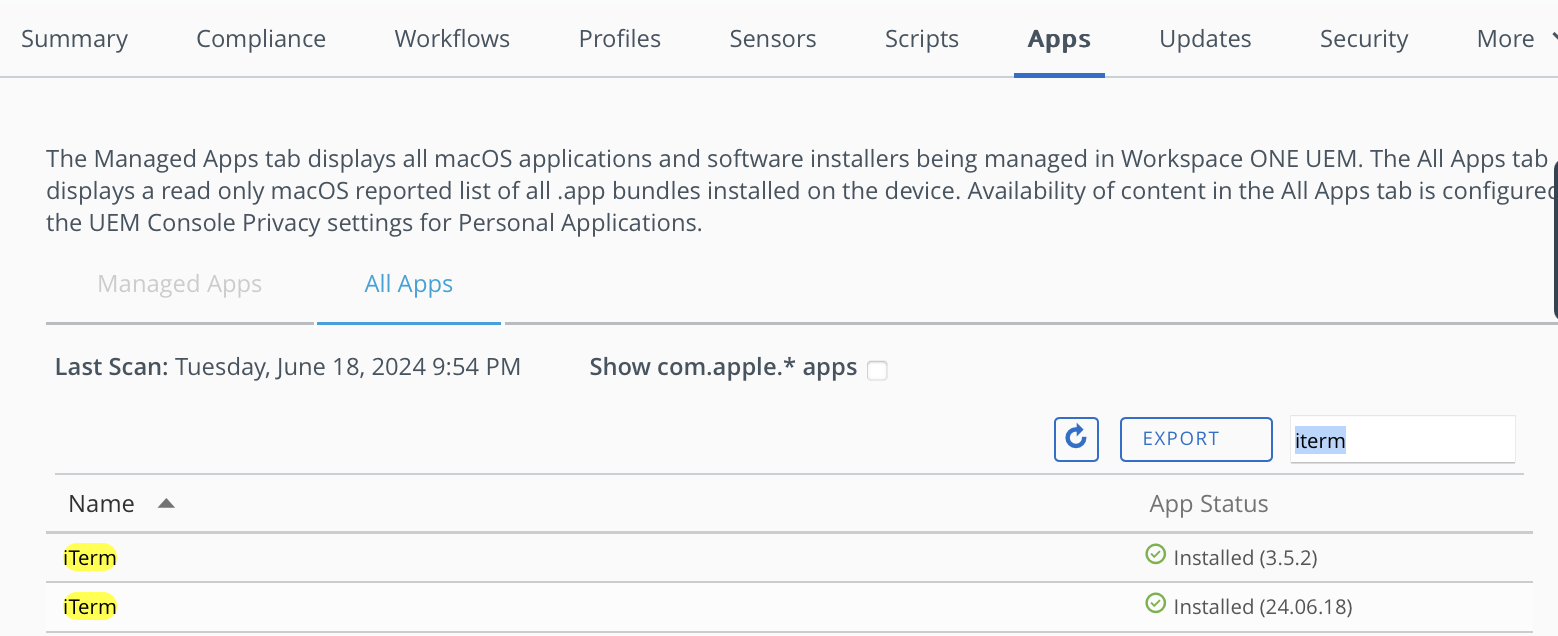 Summary Compliance Workflows Profiles Sensors Scripts Apps Updates Security More
The Managed Apps tab displays all macOS applications and software installers being managed in Workspace ONE UEM. The All Apps tab
displays a read only macOS reported list of all .app bundles installed on the device. Availability of content in the All Apps tab is configured
the UEM Console Privacy settings for Personal Applications.
Managed Apps All Apps
Last Scan: Tuesday, June 18, 2024 9:54 PM Show com.apple.* apps
EXPORT iterm
Name App Status
iTerm Installed (3.5.2)
iTerm Installed (24.06.18)